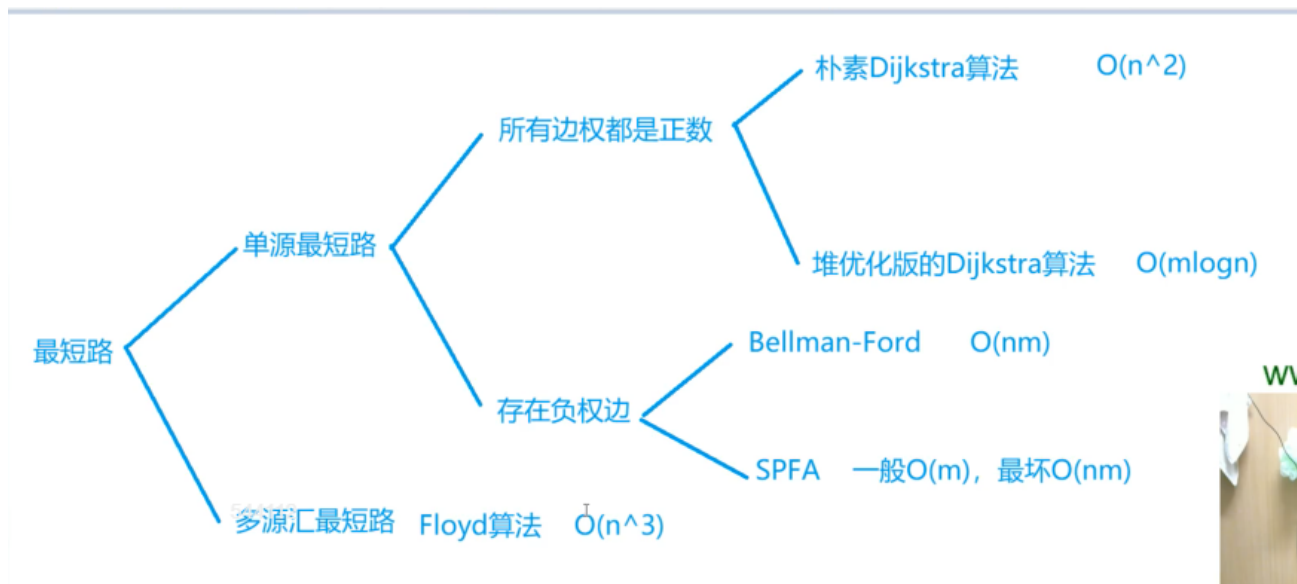 朴素Dijkstra算法 O(n^2)
所有边权都是正数
单源最短路
堆优化版的Dijkstra算法 O(mlogn)
最短路
Bellman-Ford O(nm)
存在负权边
SPFA 一般O(m)，最坏O(nm)
多源汇最短路 Floyd算法 O(n^3)